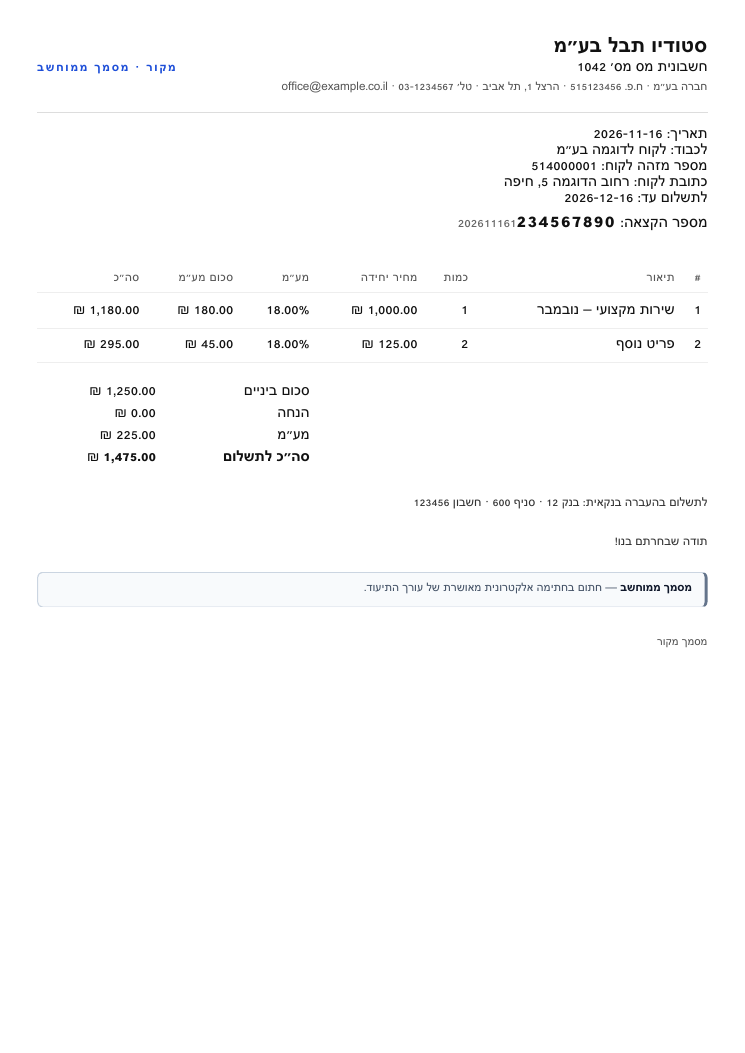 סטודיו תבל בע״מ
חשבונית מס מס׳ 1042
מקור · מסמך ממוחשב
חברה בע״מ · ח.פ. 515123456 · הרצל 1, תל אביב · טל׳ 03-1234567 · office@example.co.il
תאריך: 2026-11-16
לכבוד: לקוח לדוגמה בע״מ
מספר מזהה לקוח: 514000001
כתובת לקוח: רחוב הדוגמה 5, חיפה
לתשלום עד: 2026-12-16
מספר הקצאה: 202611161234567890
# תיאור כמות מחיר יחידה מע״מ סכום מע״מ סה״כ
1 שירות מקצועי – נובמבר 1 1,000.00 ₪ 18.00% 180.00 ₪ 1,180.00 ₪
2 פריט נוסף 2 125.00 ₪ 18.00% 45.00 ₪ 295.00 ₪
סכום ביניים 1,250.00 ₪
הנחה 0.00 ₪
מע״מ 225.00 ₪
סה״כ לתשלום 1,475.00 ₪
לתשלום בהעברה בנקאית: בנק 12 · סניף 600 · חשבון 123456
תודה שבחרתם בנו!
מסמך ממוחשב — חתום בחתימה אלקטרונית מאושרת של עורך התיעוד.
מסמך מקור